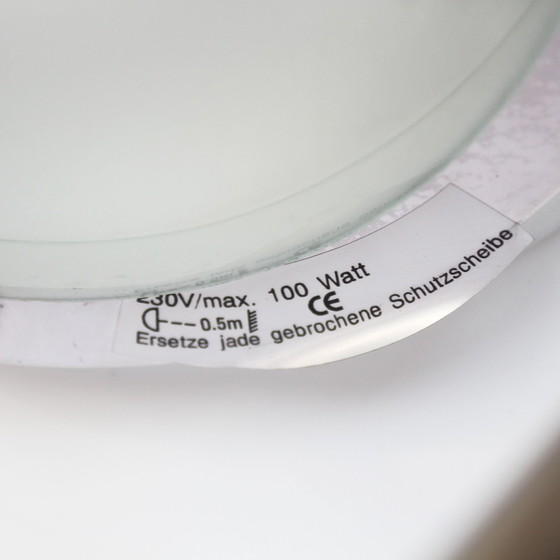 230V/max. 100 Watt
0.5m CE
Ersetze jade gebrochene Schutzscheibe